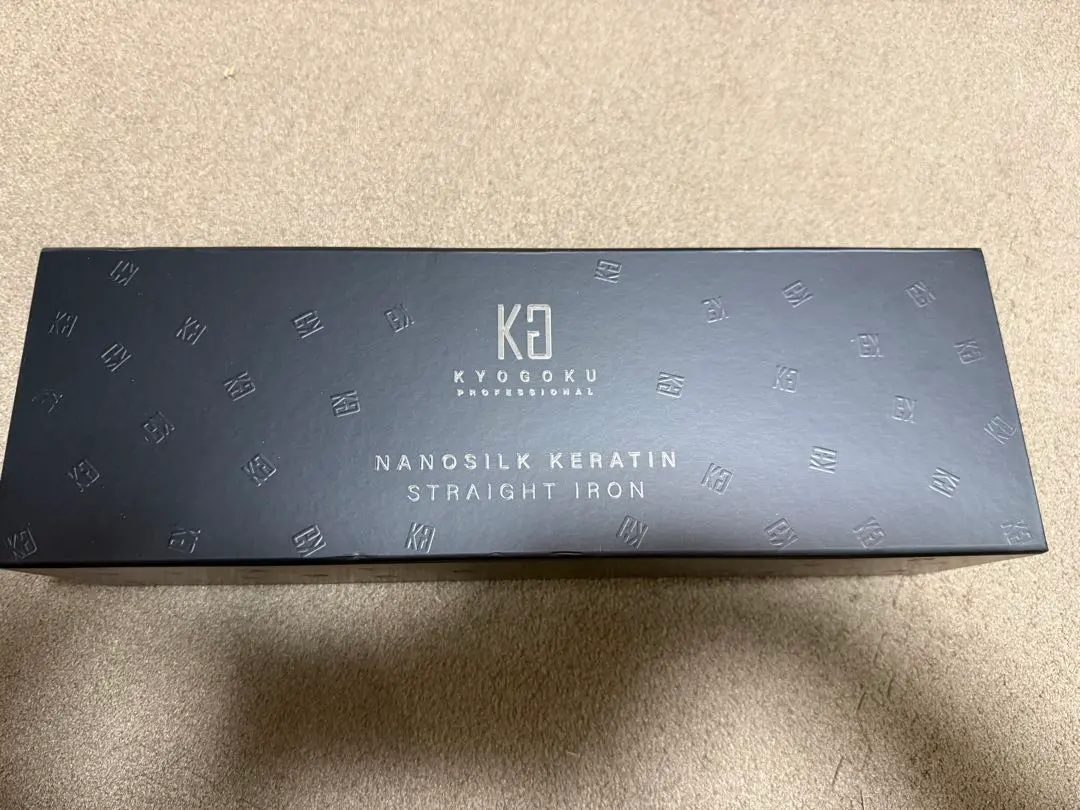 KG
KYOGOKU
PROFESSIONAL
NANOSILK KERATIN
STRAIGHT IRON